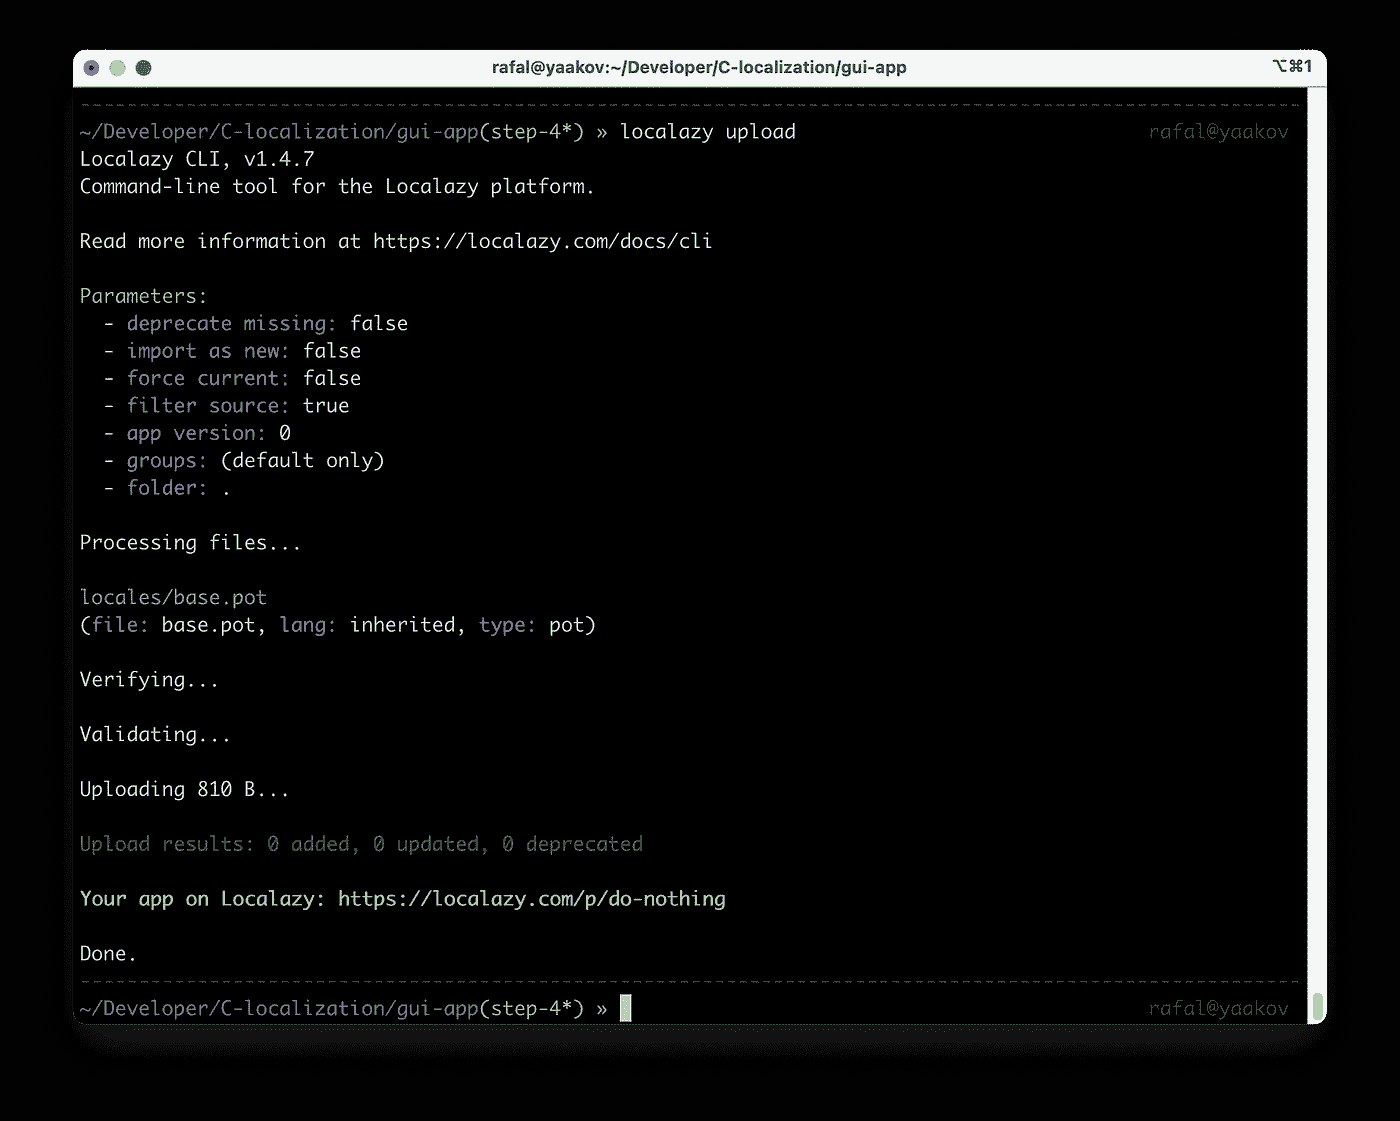 rafal@yaakov:~/Developer/C-localization/gui-app ⌥⌘1
~/Developer/C-localization/gui-app(step-4*) » localazy upload rafal@yaakov
Localazy CLI, v1.4.7
Command-line tool for the Localazy platform.
Read more information at https://localazy.com/docs/cli
Parameters:
- deprecate missing: false
- import as new: false
- force current: false
- filter source: true
- app version: 0
- groups: (default only)
- folder: .
Processing files...
locales/base.pot
(file: base.pot, lang: inherited, type: pot)
Verifying...
Validating...
Uploading 810 B...
Upload results: 0 added, 0 updated, 0 deprecated
Your app on Localazy: https://localazy.com/p/do-nothing
Done.
~/Developer/C-localization/gui-app(step-4*) » rafal@yaakov